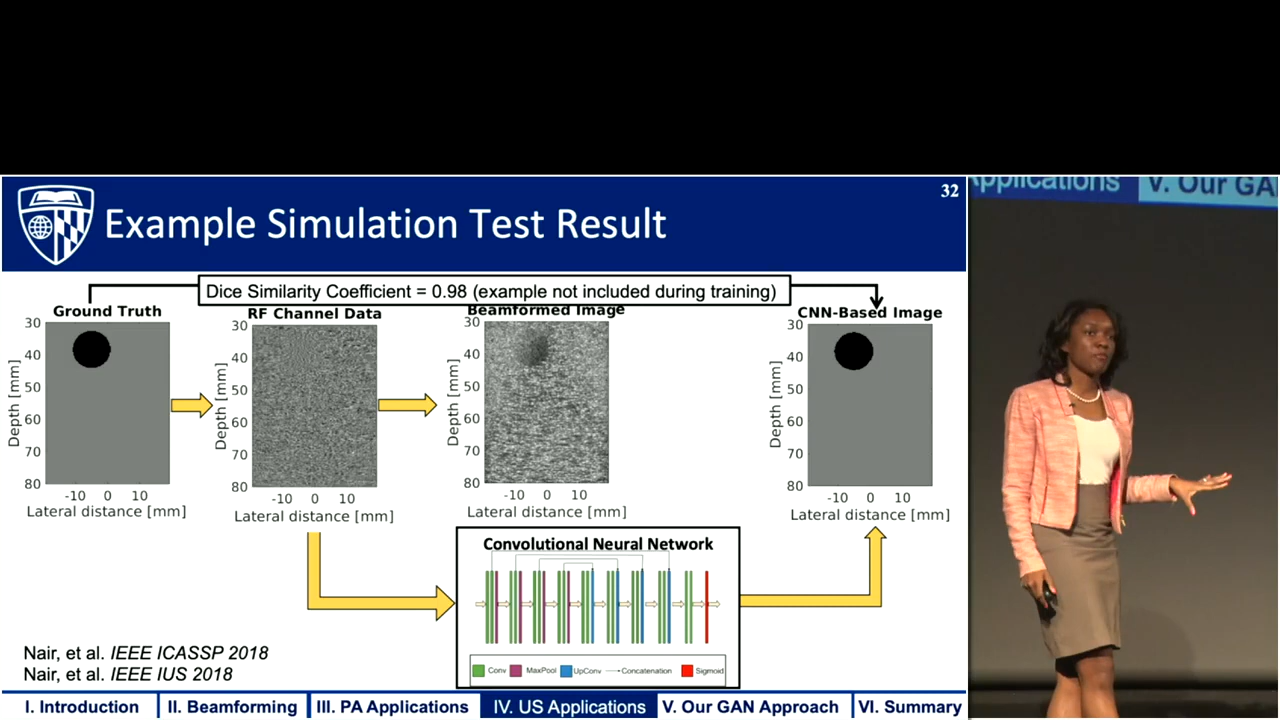 32
Example Simulation Test Result
Applications V. Our GA
Dice Similarity Coefficient = 0.98 (example not included during training)
Ground Truth
30
40
50
60
70
80
Depth [mm]
-10 0 10
Lateral distance [mm]
RF Channel Data
30
40
50
60
70
80
Depth [mm]
-10 0 10
Lateral distance [mm]
Beamformed Image
30
40
50
60
70
80
Depth [mm]
-10 0 10
Lateral distance [mm]
CNN-Based Image
30
40
50
60
70
80
Depth [mm]
-10 0 10
Lateral distance [mm]
Convolutional Neural Network
Conv MaxPool UpConv Concatenation Sigmoid
Nair, et al. IEEE ICASSP 2018
Nair, et al. IEEE IUS 2018
I. Introduction II. Beamforming III. PA Applications IV. US Applications V. Our GAN Approach VI. Summary